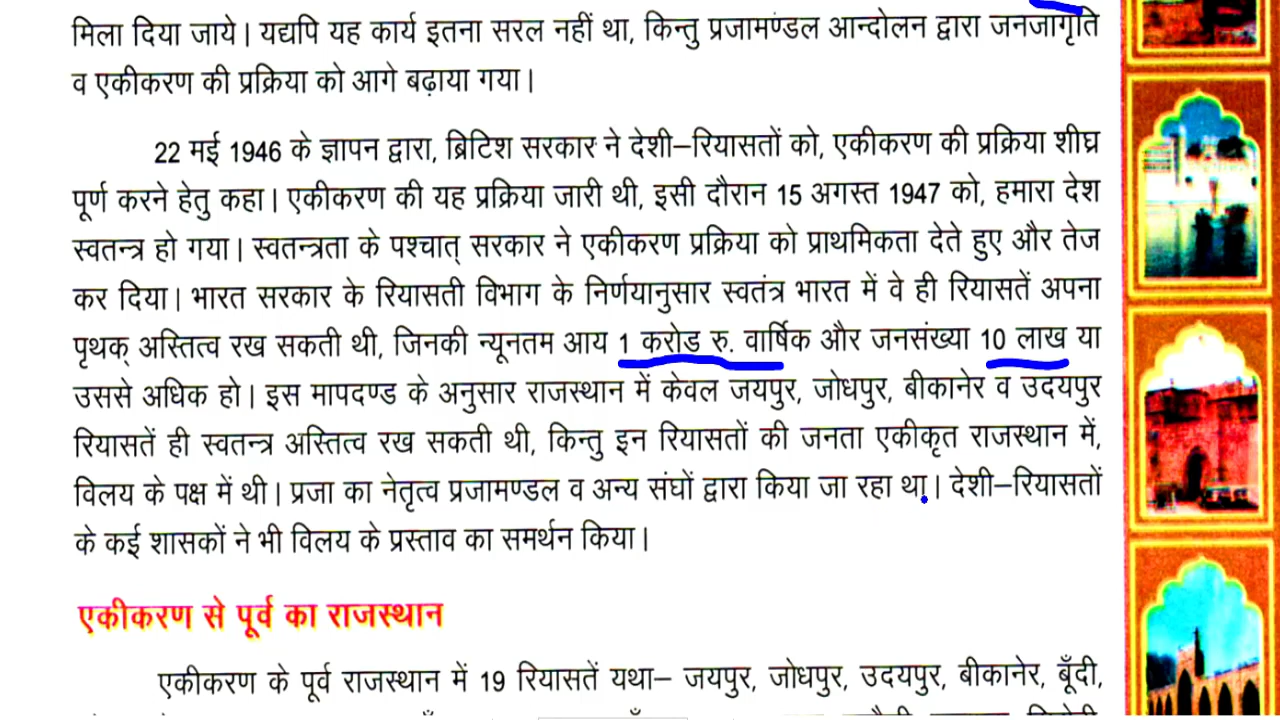 मिला दिया जाये। यद्यपि यह कार्य इतना सरल नहीं था, किन्तु प्रजामण्डल आन्दोलन द्वारा जनजागृति
व एकीकरण की प्रक्रिया को आगे बढ़ाया गया।
22 मई 1946 के ज्ञापन द्वारा, ब्रिटिश सरकार ने देशी–रियासतों को, एकीकरण की प्रक्रिया शीघ्र
पूर्ण करने हेतु कहा। एकीकरण की यह प्रक्रिया जारी थी, इसी दौरान 15 अगस्त 1947 को, हमारा देश
स्वतन्त्र हो गया। स्वतन्त्रता के पश्चात् सरकार ने एकीकरण प्रक्रिया को प्राथमिकता देते हुए और तेज
कर दिया। भारत सरकार के रियासती विभाग के निर्णयानुसार स्वतंत्र भारत में वे ही रियासतें अपना
पृथक् अस्तित्व रख सकती थी, जिनकी न्यूनतम आय 1 करोड रु. वार्षिक और जनसंख्या 10 लाख या
उससे अधिक हो। इस मापदण्ड के अनुसार राजस्थान में केवल जयपुर, जोधपुर, बीकानेर व उदयपुर
रियासतें ही स्वतन्त्र अस्तित्व रख सकती थी, किन्तु इन रियासतों की जनता एकीकृत राजस्थान में,
विलय के पक्ष में थी। प्रजा का नेतृत्व प्रजामण्डल व अन्य संघों द्वारा किया जा रहा था। देशी–रियासतों
के कई शासकों ने भी विलय के प्रस्ताव का समर्थन किया।
एकीकरण से पूर्व का राजस्थान
एकीकरण के पूर्व राजस्थान में 19 रियासतें यथा– जयपुर, जोधपुर, उदयपुर, बीकानेर, बूँदी,